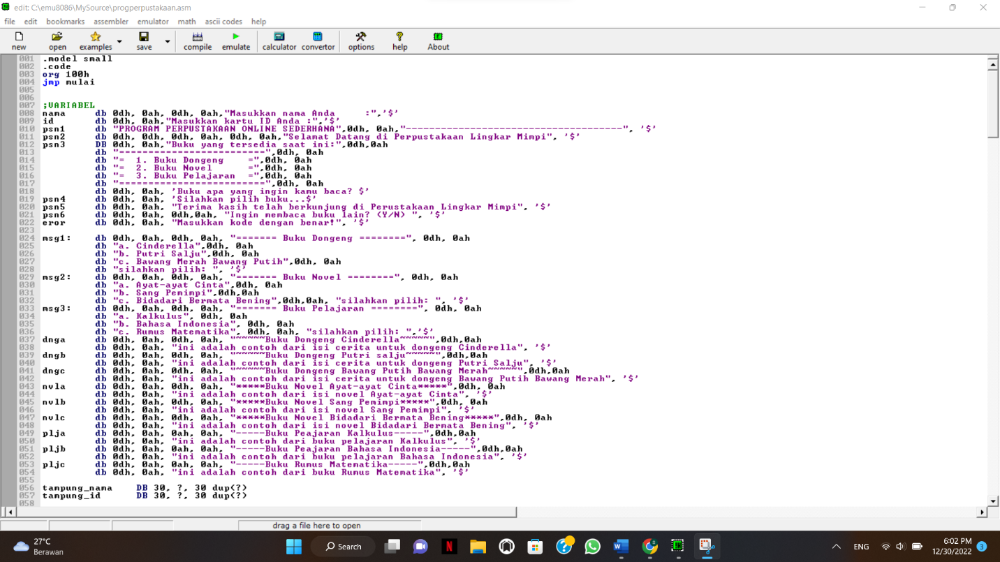 edit: C:\emu8086\MySource\progperpustakaan.asm
file edit bookmarks assembler emulator math ascii codes help
new open examples save compile emulate calculator convertor options help About
001 .model small
002 .code
003 org 100h
004 jmp mulai
005
006
007 ;VARIABEL
008 nama db 0dh, 0ah, 0dh, 0ah,"Masukkan nama Anda     :",'$'
009 id db 0dh, 0ah,"Masukkan kartu ID Anda :",'$'
010 psn1 db "PROGRAM PERPUSTAKAAN ONLINE SEDERHANA",0dh, 0ah,"-------------------------------------", '$'
011 psn2 db 0dh, 0dh, 0dh, 0ah, 0dh, 0ah,"Selamat Datang di Perpustakaan Lingkar Mimpi", '$'
012 psn3 DB 0dh, 0ah,"Buku yang tersedia saat ini:",0dh,0ah
013 db "=========================",0dh, 0ah
014 db "=  1. Buku Dongeng    =",0dh, 0ah
015 db "=  2. Buku Novel      =",0dh, 0ah
016 db "=  3. Buku Pelajaran  =",0dh, 0ah
017 db "=========================",0dh, 0ah
018 db 0dh, 0ah, 'Buku apa yang ingin kamu baca? $'
019 psn4 db 0dh, 0ah, 'Silahkan pilih buku...$'
020 psn5 db 0dh, 0ah, "Terima kasih telah berkunjung di Perustakaan Lingkar Mimpi", '$'
021 psn6 db 0dh, 0ah, 0dh,0ah, "Ingin membaca buku lain? (Y/N) ", '$'
022 eror db 0dh, 0ah, "Masukkan kode dengan benar!", '$'
023
024 msg1: db 0dh, 0ah, 0dh, 0ah, "======= Buku Dongeng ========", 0dh, 0ah
025 db "a. Cinderella",0dh, 0ah
026 db "b. Putri Salju",0dh, 0ah
027 db "c. Bawang Merah Bawang Putih",0dh, 0ah
028 db "silahkan pilih: ", '$'
029 msg2: db 0dh, 0ah, 0dh, 0ah, "======= Buku Novel ========", 0dh, 0ah
030 db "a. Ayat-ayat Cinta",0dh, 0ah
031 db "b. Sang Pemimpi",0dh,0ah
032 db "c. Bidadari Bermata Bening",0dh,0ah, "silahkan pilih: ", '$'
033 msg3: db 0dh, 0ah, 0dh, 0ah, "======= Buku Pelajaran ========", 0dh, 0ah
034 db "a. Kalkulus", 0dh, 0ah
035 db "b. Bahasa Indonesia", 0dh, 0ah
036 db "c. Rumus Matematika", 0dh, 0ah, "silahkan pilih: ",'$'
037 dnga db 0dh, 0ah, 0dh, 0ah, "~~~~~Buku Dongeng Cinderella~~~~~",0dh,0ah
038 db 0dh, 0ah, "ini adalah contoh dari isi cerita untuk dongeng Cinderella", '$'
039 dngb db 0dh, 0ah, 0dh, 0ah, "~~~~~Buku Dongeng Putri salju~~~~~",0dh,0ah
040 db 0dh, 0ah, "ini adalah contoh dari isi cerita untuk dongeng Putri Salju", '$'
041 dngc db 0dh, 0ah, 0dh, 0ah, "~~~~~Buku Dongeng Bawang Putih Bawang Merah~~~~~",0dh,0ah
042 db 0dh, 0ah, "ini adalah contoh dari isi cerita untuk dongeng Bawang Putih Bawang Merah", '$'
043 nvla db 0dh, 0ah, 0dh, 0ah, "*****Buku Novel Ayat-ayat Cinta*****",0dh, 0ah
044 db 0dh, 0ah, "ini adalah contoh dari isi novel Ayat-ayat Cinta", '$'
045 nvlb db 0dh, 0ah, 0dh, 0ah, "*****Buku Novel Sang Pemimpi*****",0dh, 0ah
046 db 0dh, 0ah, "ini adalah contoh dari isi novel Sang Pemimpi", '$'
047 nvlc db 0dh, 0ah, 0dh, 0ah, "*****Buku Novel Bidadari Bermata Bening*****",0dh, 0ah
048 db 0dh, 0ah, "ini adalah contoh dari isi novel Bidadari Bermata Bening", '$'
049 plja db 0dh, 0ah, 0ah, 0ah, "-----Buku Peajaran Kalkulus-----",0dh,0ah
050 db 0dh, 0ah, "ini adalah contoh dari buku pelajaran Kalkulus", '$'
051 pljb db 0dh, 0ah, 0ah, 0ah, "-----Buku Peajaran Bahasa Indonesia-----",0dh,0ah
052 db 0dh, 0ah, "ini adalah contoh dari buku pelajaran Bahasa Indonesia", '$'
053 pljc db 0dh, 0ah, 0ah, 0ah, "-----Buku Rumus Matematika-----",0dh,0ah
054 db 0dh, 0ah, "ini adalah contoh dari buku Rumus Matematika", '$'
055
056 tampung_nama DB 30, ?, 30 dup(?)
057 tampung_id DB 30, ?, 30 dup(?)
058
drag a file here to open
27°C
Berawan
Search
ENG
6:02 PM
12/30/2022
3